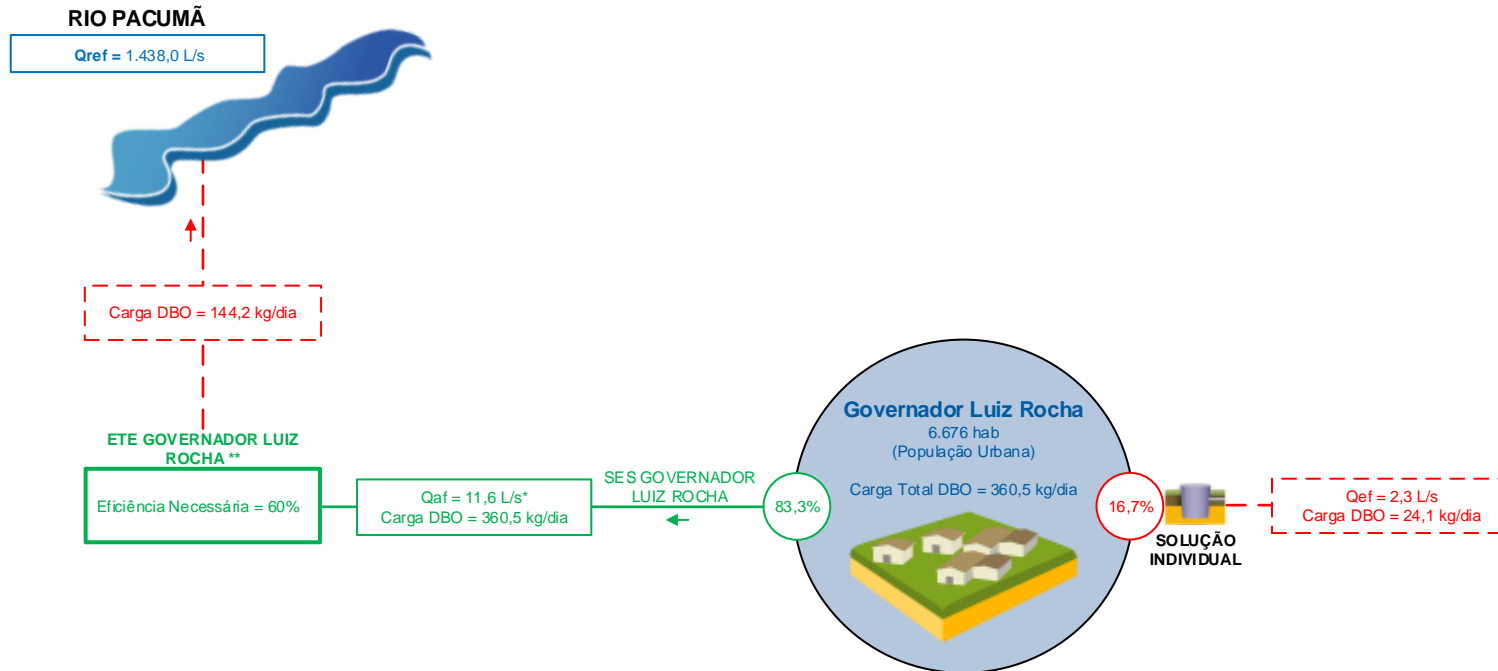 RIO PACUMÃ
Qref = 1.438,0 L/s
Carga DBO = 144,2 kg/dia
ETE GOVERNADOR LUIZ
ROCHA **
Eficiência Necessária = 60%
Qaf = 11,6 L/s*
Carga DBO = 360,5 kg/dia
SES GOVERNADOR
LUIZ ROCHA
83,3%
Governador Luiz Rocha
6.676 hab
(População Urbana)
Carga Total DBO = 360,5 kg/dia
16,7%
SOLUÇÃO
INDIVIDUAL
Qef = 2,3 L/s
Carga DBO = 24,1 kg/dia